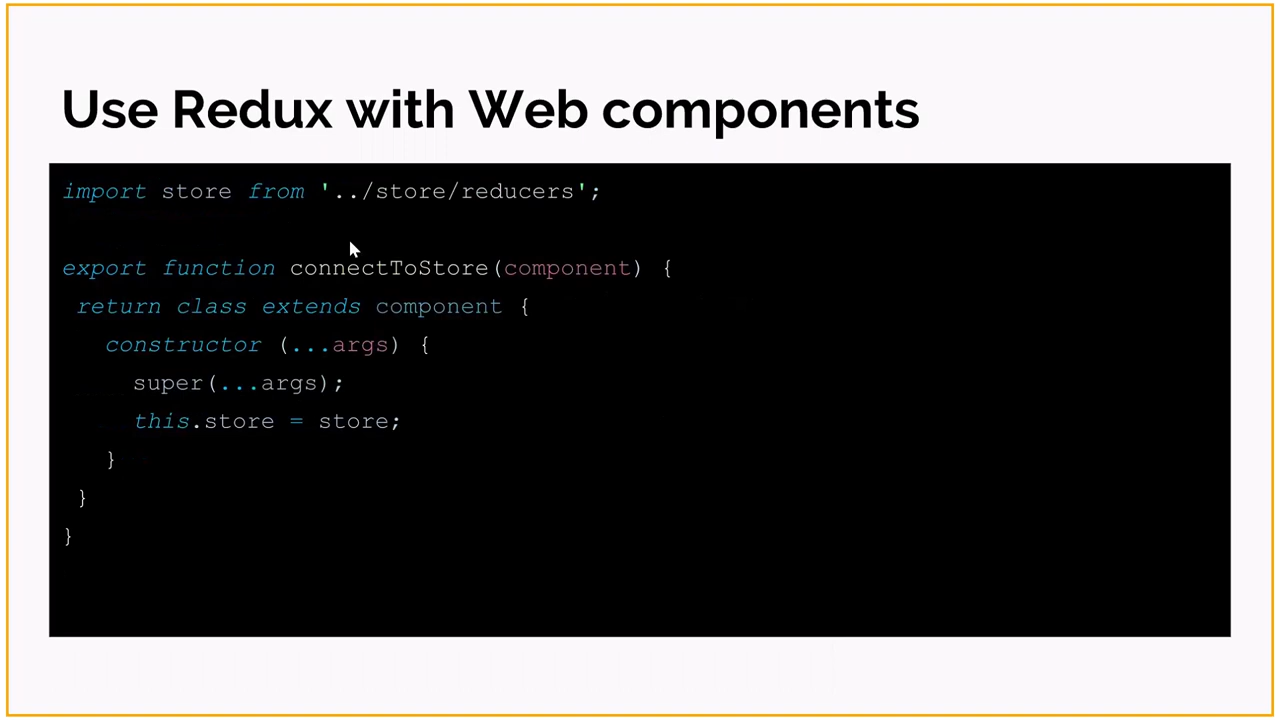 Use Redux with Web components
import store from '../store/reducers';
export function connectToStore(component) {
return class extends component {
constructor (...args) {
super(...args);
this.store = store;
}
}
}